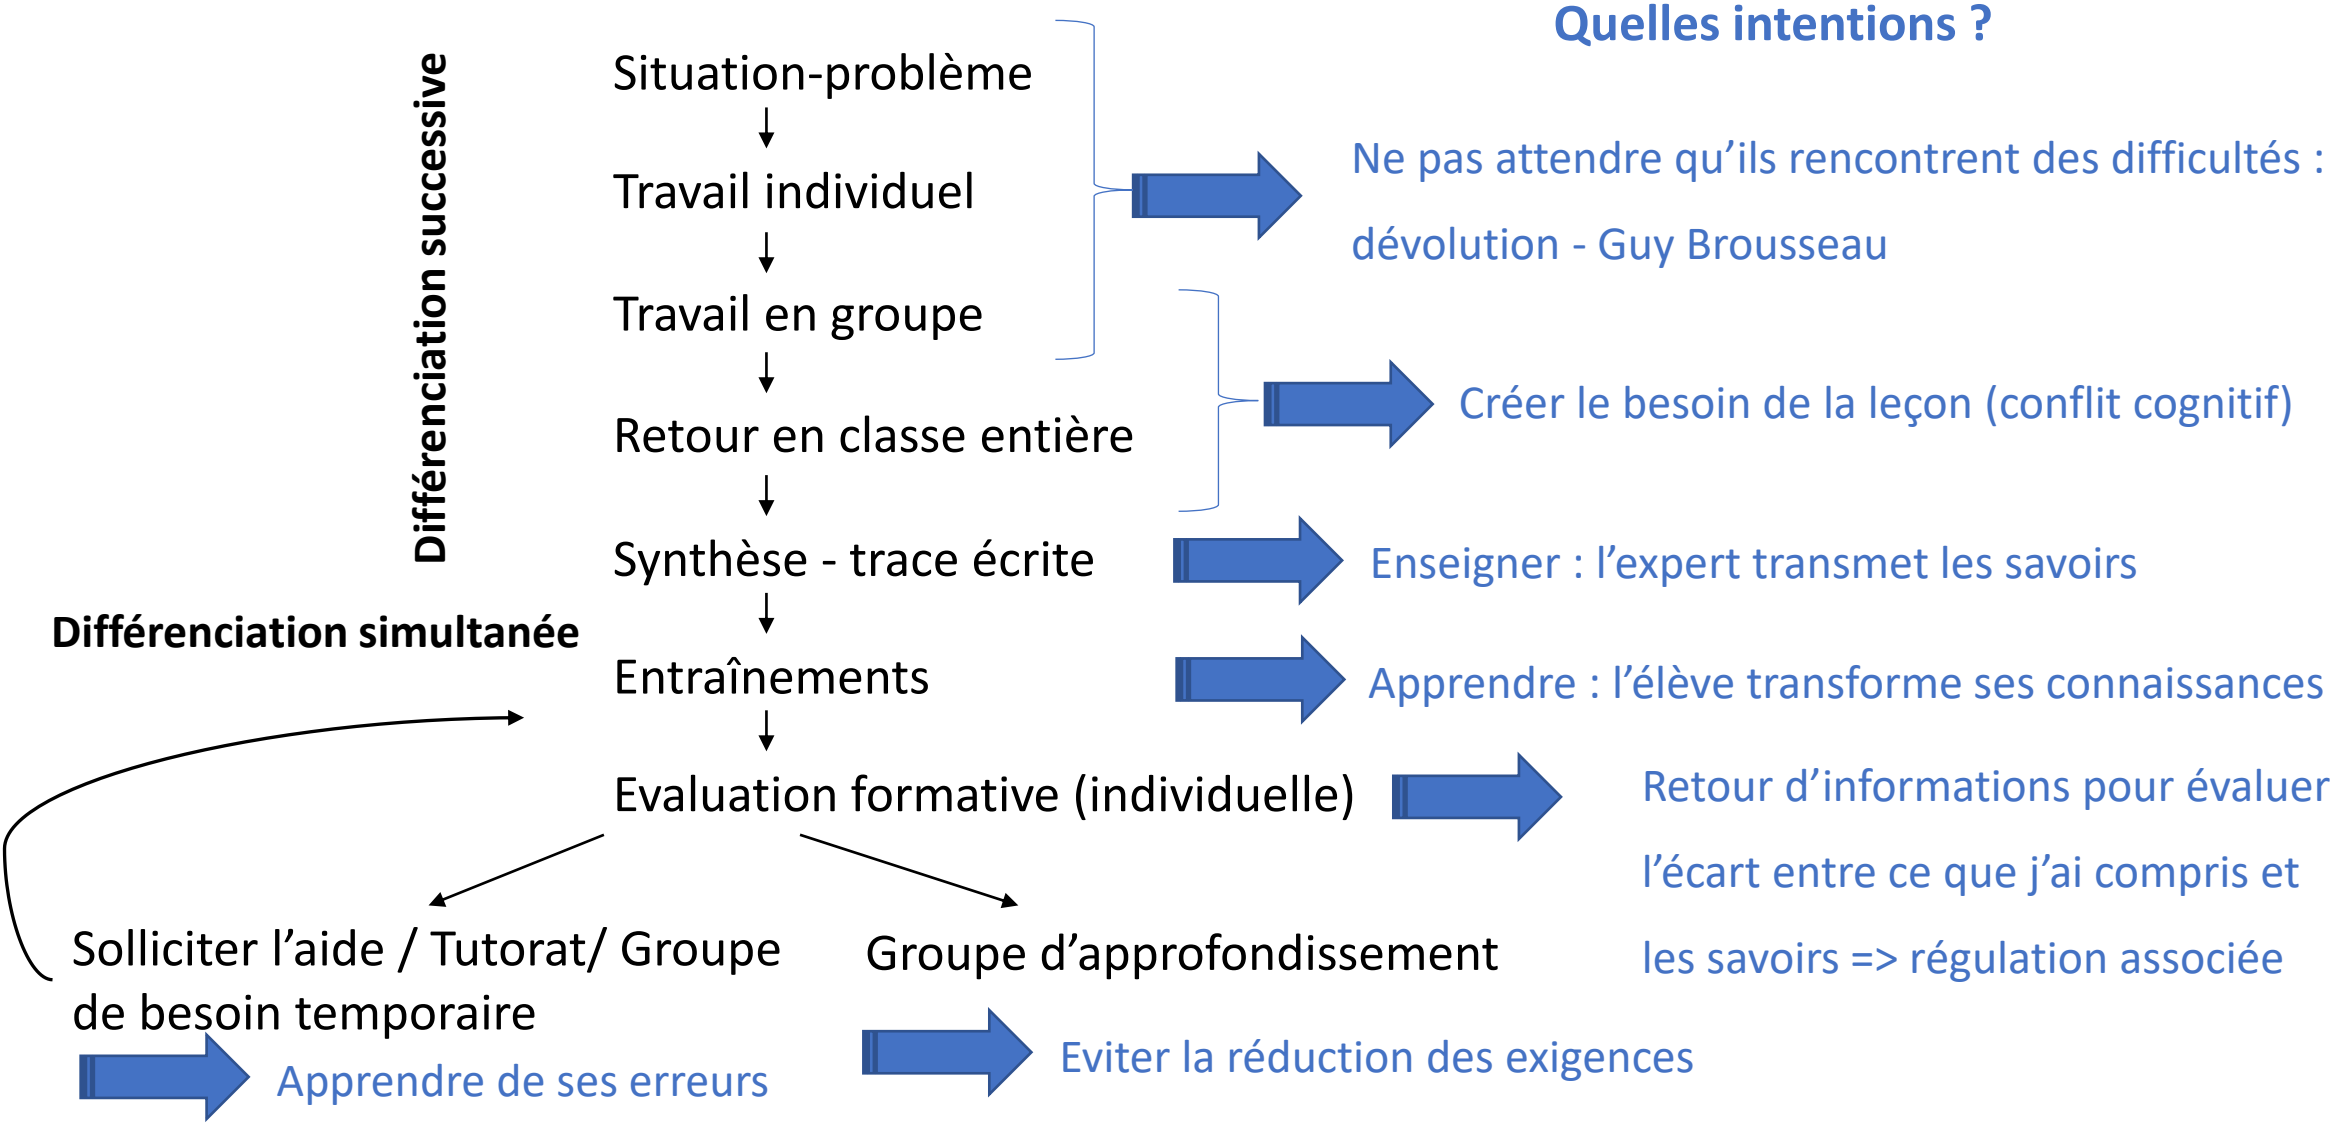 Quelles intentions ?
Différenciation successive
Situation-problème
Travail individuel
Ne pas attendre qu’ils rencontrent des difficultés :
dévolution - Guy Brousseau
Travail en groupe
Créer le besoin de la leçon (conflit cognitif)
Retour en classe entière
Synthèse - trace écrite
Enseigner : l’expert transmet les savoirs
Différenciation simultanée
Entraînements
Apprendre : l’élève transforme ses connaissances
Evaluation formative (individuelle)
Retour d’informations pour évaluer
l’écart entre ce que j’ai compris et
les savoirs => régulation associée
Solliciter l’aide / Tutorat/ Groupe
de besoin temporaire
Apprendre de ses erreurs
Groupe d’approfondissement
Eviter la réduction des exigences